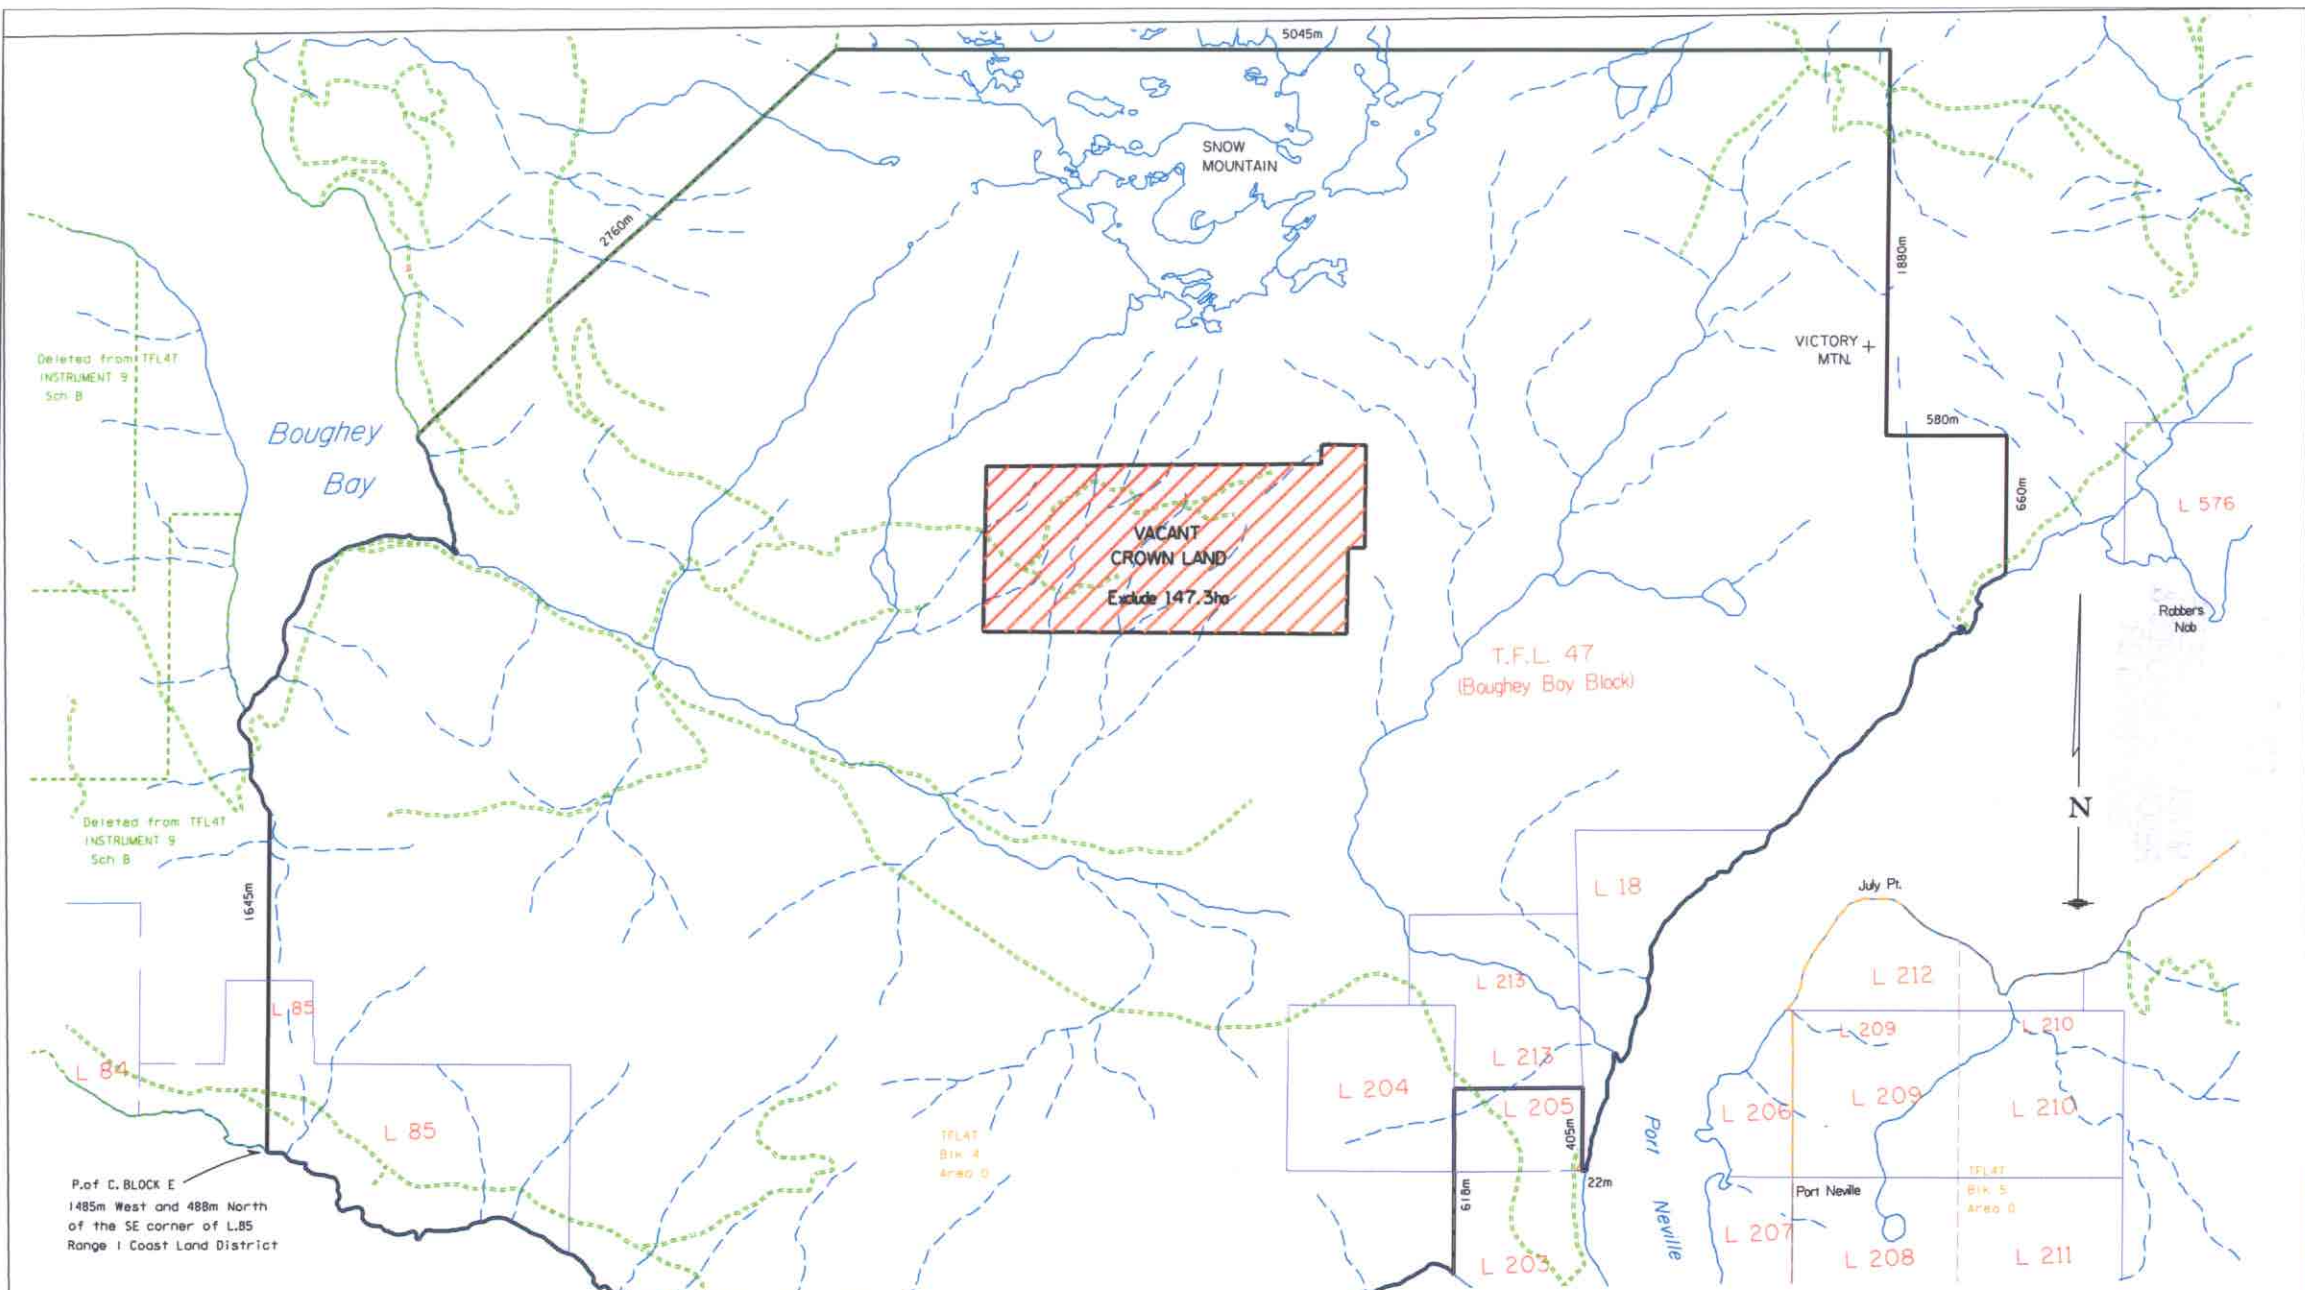 5045m
SNOW
MOUNTAIN
2760m
1880m
VICTORY
MTN.
Deleted from TFL47
INSTRUMENT 9
Sch B
Boughey
Bay
580m
660m
L 576
VACANT
CROWN LAND
Exclude 147.3ha
Robbers
Nob
T.F.L. 47
(Boughey Bay Block)
N
Deleted from TFL47
INSTRUMENT 9
Sch B
1645m
L 18
July Pt.
L 213
L 212
L 85
L 209
L 210
L 84
L 213
L 204
L 205
L 206
L 209
L 210
L 85
405m
Port
Neville
TFL47
Blk 4
Area D
P.of C. BLOCK E
1485m West and 488m North
of the SE corner of L.85
Range 1 Coast Land District
618m
22m
Port Neville
TFL47
Blk 5
Area D
L 207
L 203
L 208
L 211